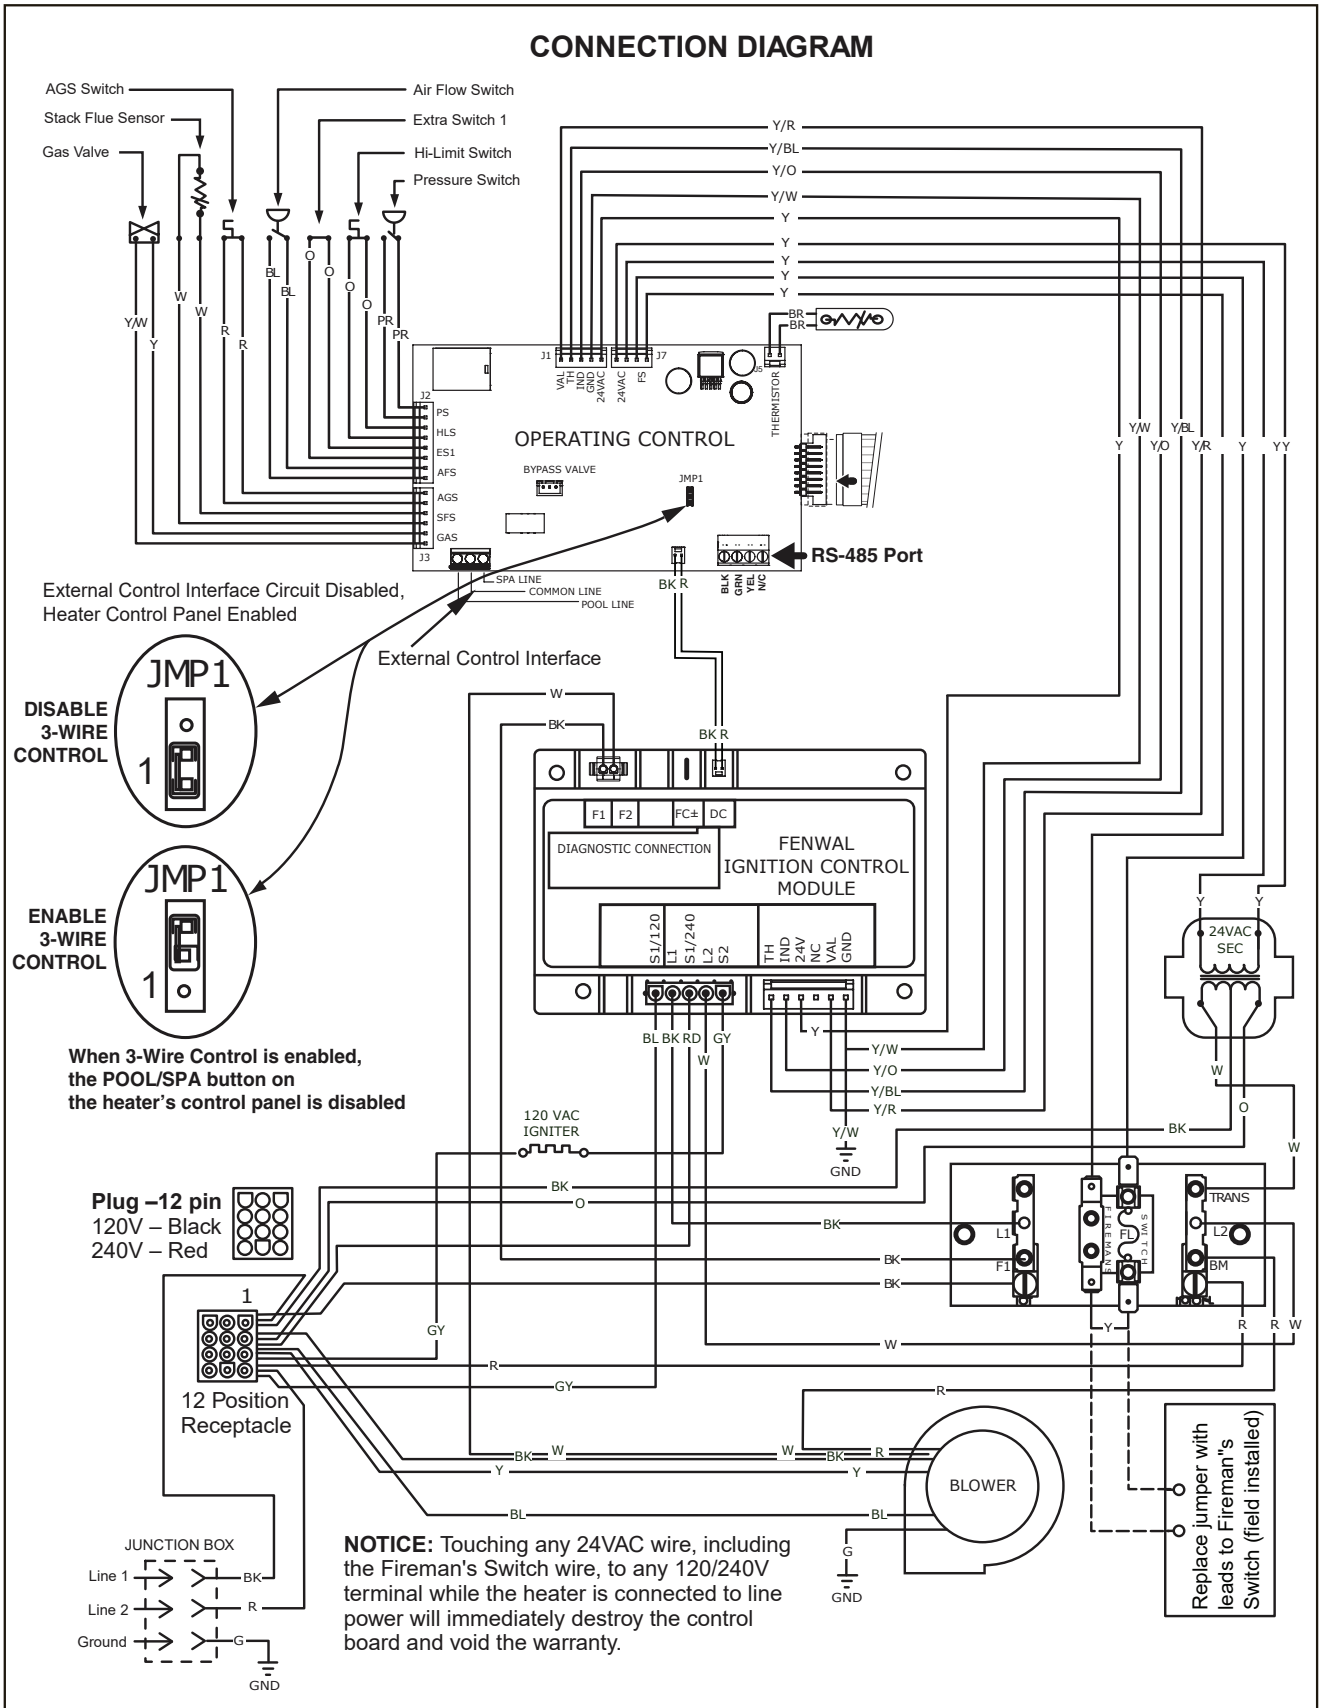 CONNECTION DIAGRAM
AGS Switch
Stack Flue Sensor
Gas Valve
Air Flow Switch
Extra Switch 1
Hi-Limit Switch
Pressure Switch
Y/R
Y/BL
Y/O
Y/W
Y
Y
Y
Y
Y
W
W
Y/W
Y
R
R
BL
BL
O
O
O
O
PR
PR
BR
BR
J1
VAL
TH
IND
GND
24VAC
24VAC
FS
J7
J5
THERMISTOR
J2
PS
HLS
ES1
AFS
AGS
SFS
GAS
J3
OPERATING CONTROL
BYPASS VALVE
JMP1
RS-485 Port
BLK
GRN
YEL
N/C
BK R
SPA LINE
COMMON LINE
POOL LINE
External Control Interface
Y
Y/W
Y/O
Y/BL
Y/R
Y
Y Y
External Control Interface Circuit Disabled,
Heater Control Panel Enabled
JMP1
1
DISABLE
3-WIRE
CONTROL
JMP1
1
ENABLE
3-WIRE
CONTROL
When 3-Wire Control is enabled,
the POOL/SPA button on
the heater's control panel is disabled
W
BK
BK R
F1
F2
FC±
DC
DIAGNOSTIC CONNECTION
FENWAL
IGNITION CONTROL
MODULE
S1/120
L1
S1/240
L2
S2
TH
IND
24V
NC
VAL
GND
BL BK RD
W
GY
Y
Y/W
Y/O
Y/BL
Y/R
Y/W
GND
Y
Y
24VAC
SEC
W
O
BK
W
120 VAC
IGNITER
BK
O
BK
BK
BK
L1
F1
FIREMANS
FL
SWITCH
TRANS
L2
BM
Y
R
R
W
Plug –12 pin
120V – Black
240V – Red
1
12 Position
Receptacle
GY
W
R
GY
R
BK
W
W
BK
R
Y
Y
BL
BL
BLOWER
G
GND
Replace jumper with
leads to Fireman"s
Switch (field installed)
JUNCTION BOX
Line 1
BK
Line 2
R
Ground
G
GND
NOTICE: Touching any 24VAC wire, including
the Fireman's Switch wire, to any 120/240V
terminal while the heater is connected to line
power will immediately destroy the control
board and void the warranty.